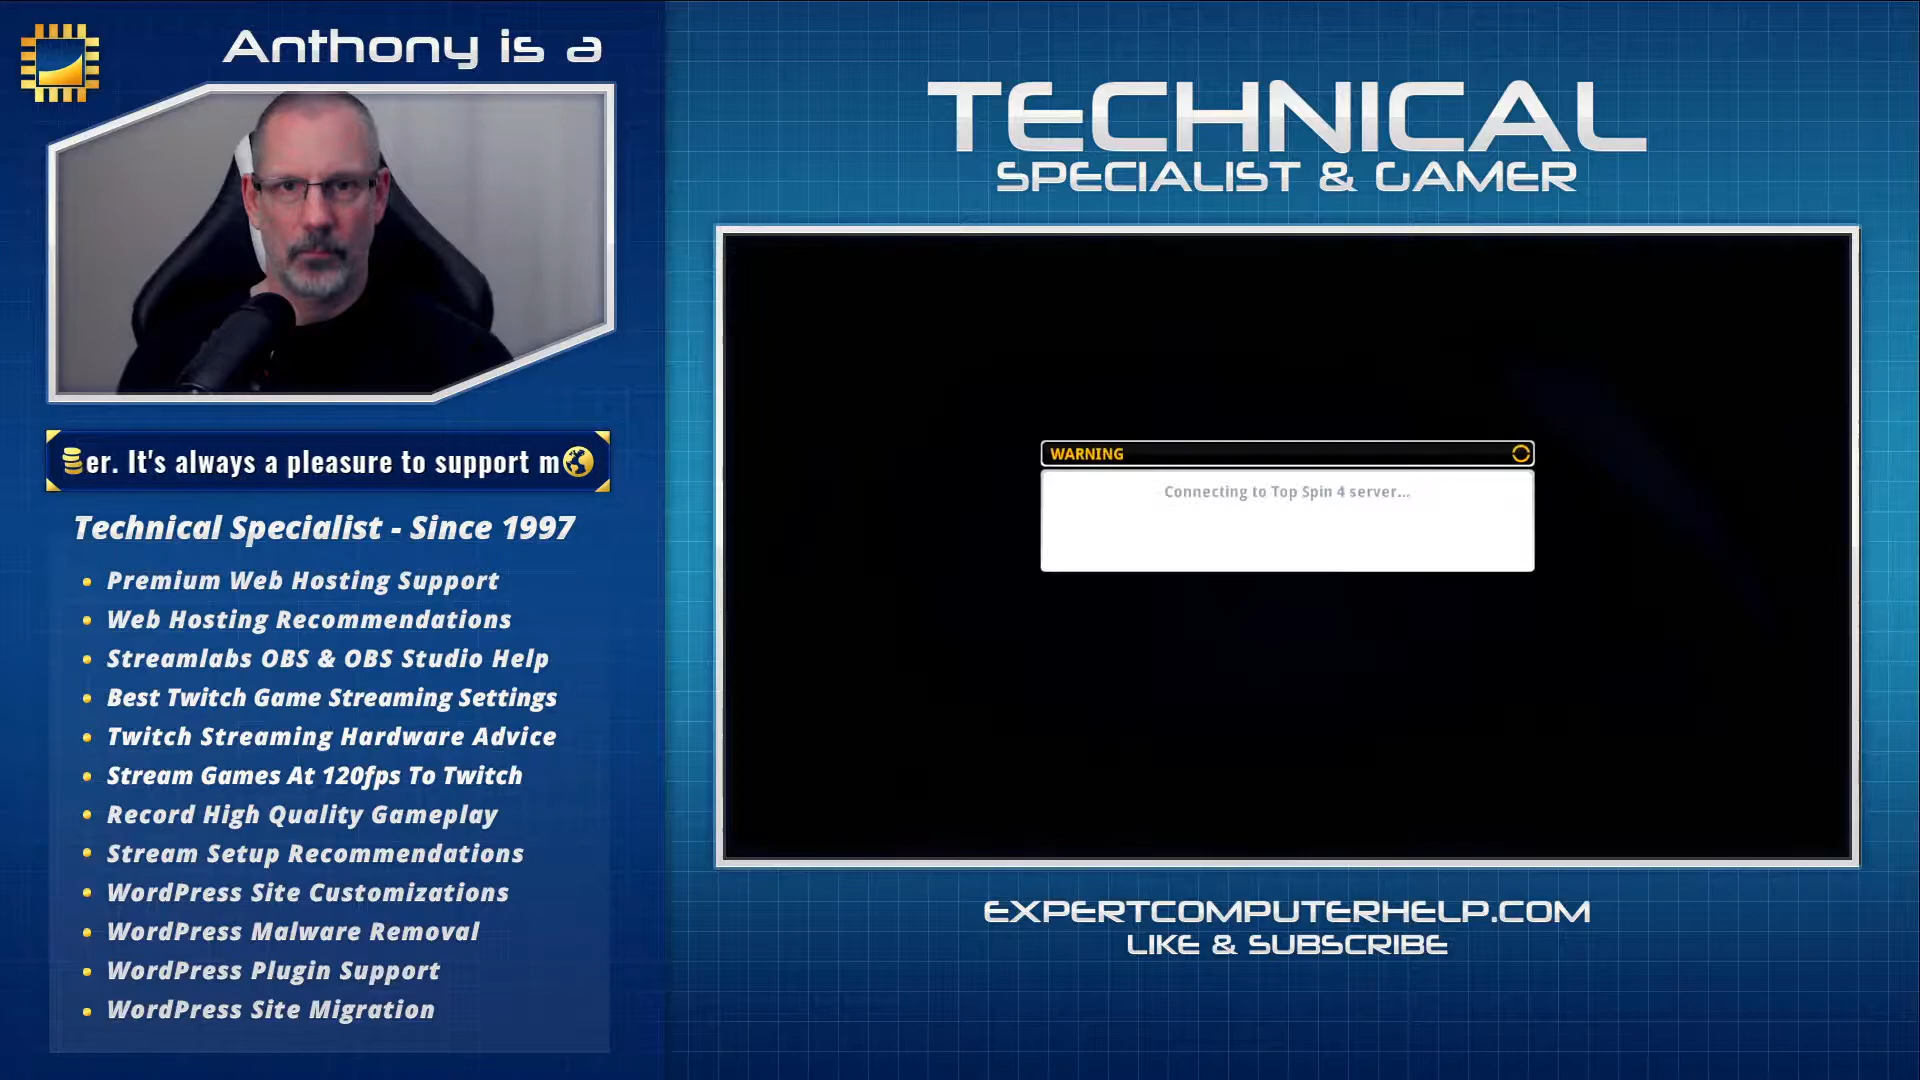 Anthony is a
er. It's always a pleasure to support m
Technical Specialist - Since 1997
Premium Web Hosting Support
Web Hosting Recommendations
Streamlabs OBS & OBS Studio Help
Best Twitch Game Streaming Settings
Twitch Streaming Hardware Advice
Stream Games At 120fps To Twitch
Record High Quality Gameplay
Stream Setup Recommendations
WordPress Site Customizations
WordPress Malware Removal
WordPress Plugin Support
WordPress Site Migration
TECHNICAL
SPECIALIST & GAMER
WARNING
Connecting to Top Spin 4 server...
EXPERTCOMPUTERHELP.COM
LIKE & SUBSCRIBE